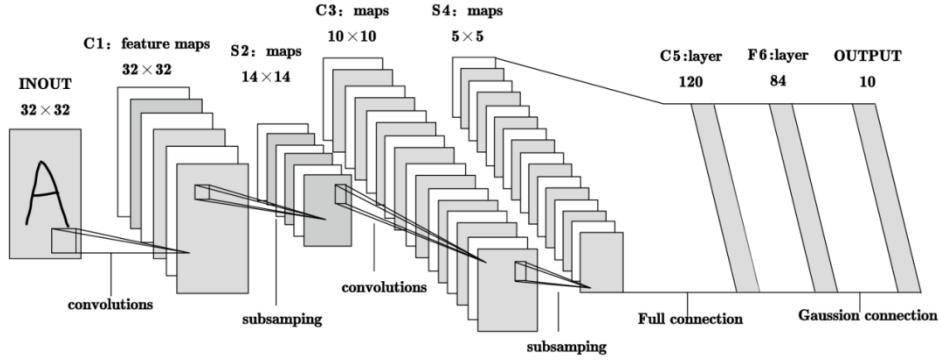 INOUT
32×32
C1: feature maps
32×32
S2: maps
14×14
C3: maps
10×10
S4: maps
5×5
C5:layer
120
F6:layer
84
OUTPUT
10
A
convolutions
subsamping
convolutions
subsamping
Full connection
Gaussion connection